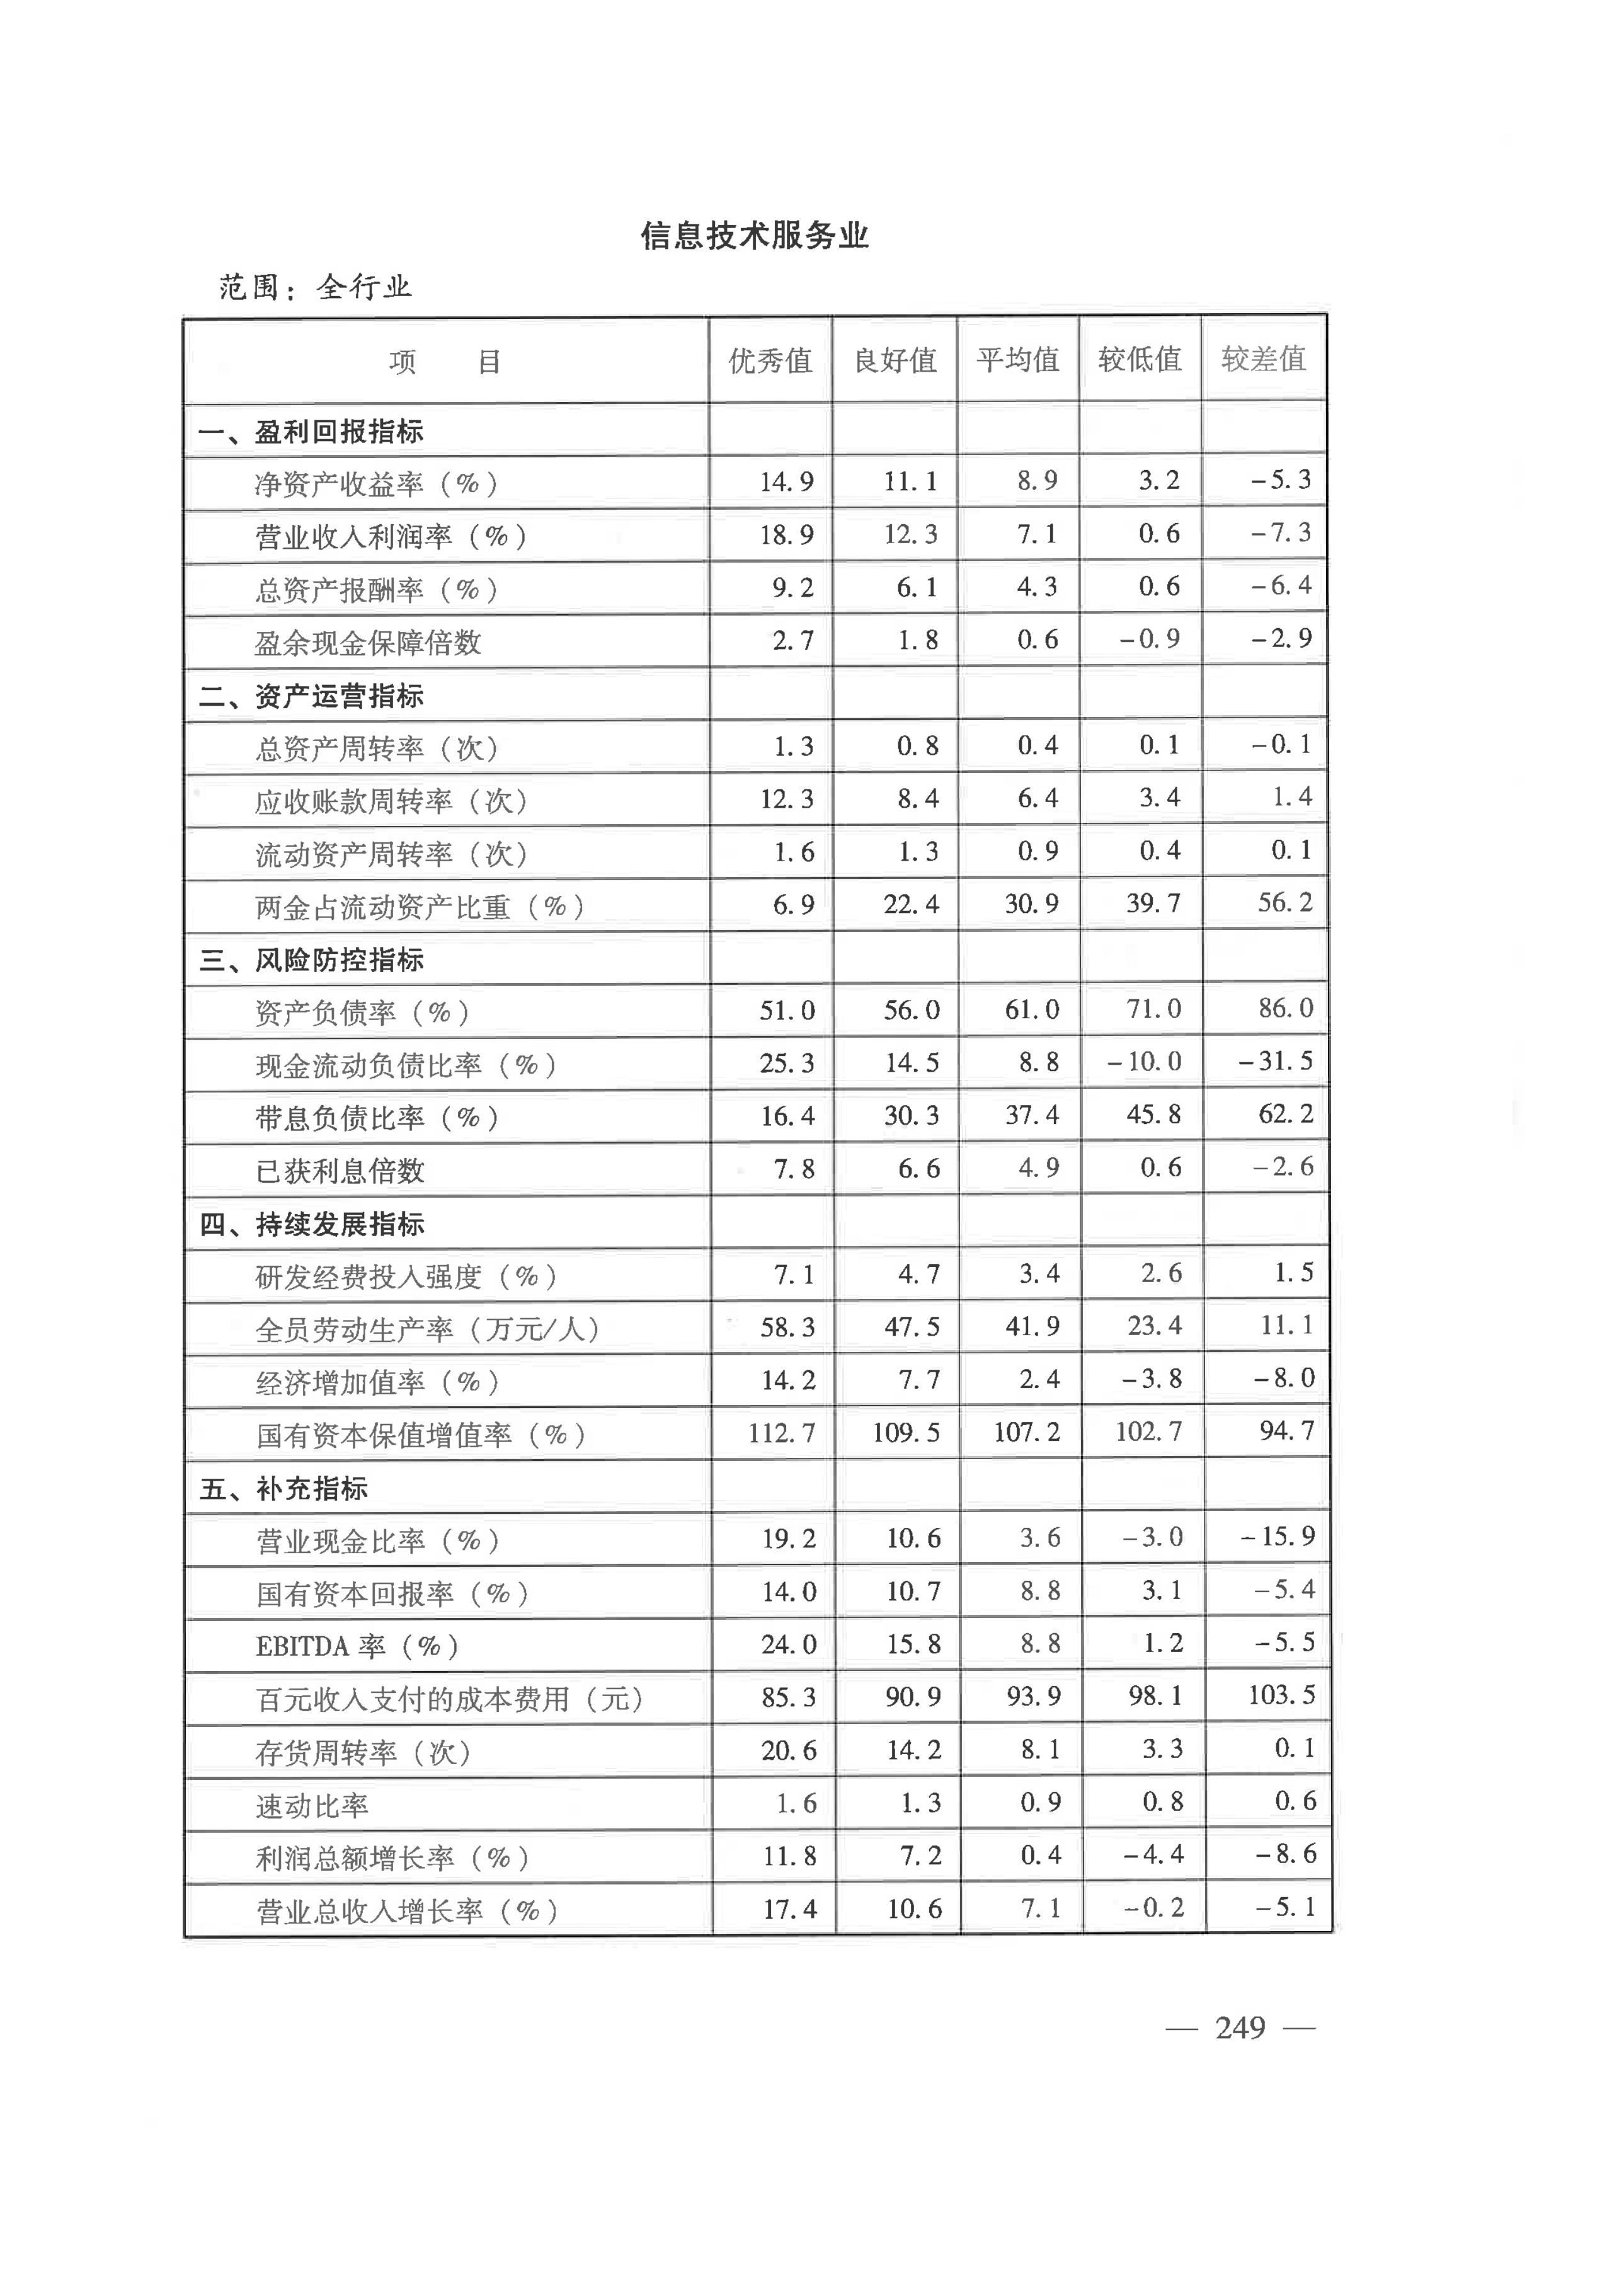 信息技术服务业
范围：全行业
项 目 优秀值 良好值 平均值 较低值 较差值
一、盈利回报指标
净资产收益率（%） 14.9 11.1 8.9 3.2 -5.3
营业收入利润率（%） 18.9 12.3 7.1 0.6 -7.3
总资产报酬率（%） 9.2 6.1 4.3 0.6 -6.4
盈余现金保障倍数 2.7 1.8 0.6 -0.9 -2.9
二、资产运营指标
总资产周转率（次） 1.3 0.8 0.4 0.1 -0.1
应收账款周转率（次） 12.3 8.4 6.4 3.4 1.4
流动资产周转率（次） 1.6 1.3 0.9 0.4 0.1
两金占流动资产比重（%） 6.9 22.4 30.9 39.7 56.2
三、风险防控指标
资产负债率（%） 51.0 56.0 61.0 71.0 86.0
现金流动负债比率（%） 25.3 14.5 8.8 -10.0 -31.5
带息负债比率（%） 16.4 30.3 37.4 45.8 62.2
已获利息倍数 7.8 6.6 4.9 0.6 -2.6
四、持续发展指标
研发经费投入强度（%） 7.1 4.7 3.4 2.6 1.5
全员劳动生产率（万元/人） 58.3 47.5 41.9 23.4 11.1
经济增加值率（%） 14.2 7.7 2.4 -3.8 -8.0
国有资本保值增值率（%） 112.7 109.5 107.2 102.7 94.7
五、补充指标
营业现金比率（%） 19.2 10.6 3.6 -3.0 -15.9
国有资本回报率（%） 14.0 10.7 8.8 3.1 -5.4
EBITDA 率（%） 24.0 15.8 8.8 1.2 -5.5
百元收入支付的成本费用（元） 85.3 90.9 93.9 98.1 103.5
存货周转率（次） 20.6 14.2 8.1 3.3 0.1
速动比率 1.6 1.3 0.9 0.8 0.6
利润总额增长率（%） 11.8 7.2 0.4 -4.4 -8.6
营业总收入增长率（%） 17.4 10.6 7.1 -0.2 -5.1
— 249 —